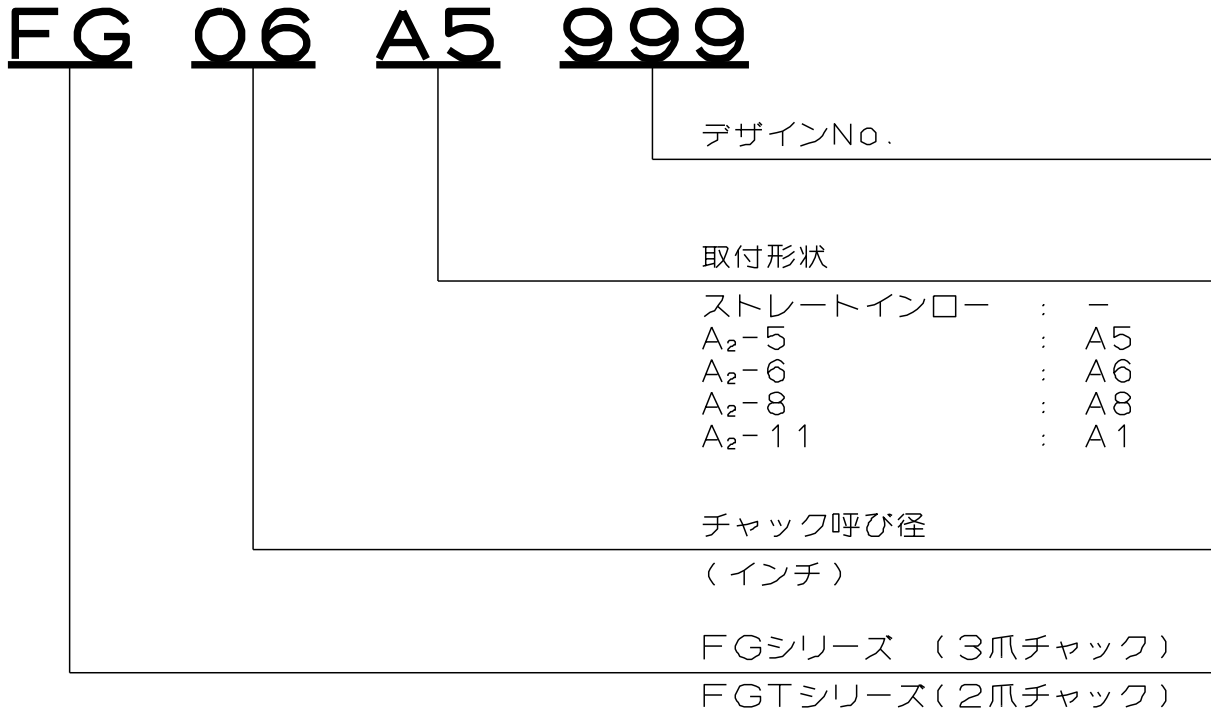 FG 06 A5 999
デザインNo.
取付形状
ストレートインロー : −
A₂−5 : A5
A₂−6 : A6
A₂−8 : A8
A₂−11 : A1
チャック呼び径
(インチ)
FGシリーズ (3爪チャック)
FGTシリーズ(2爪チャック)